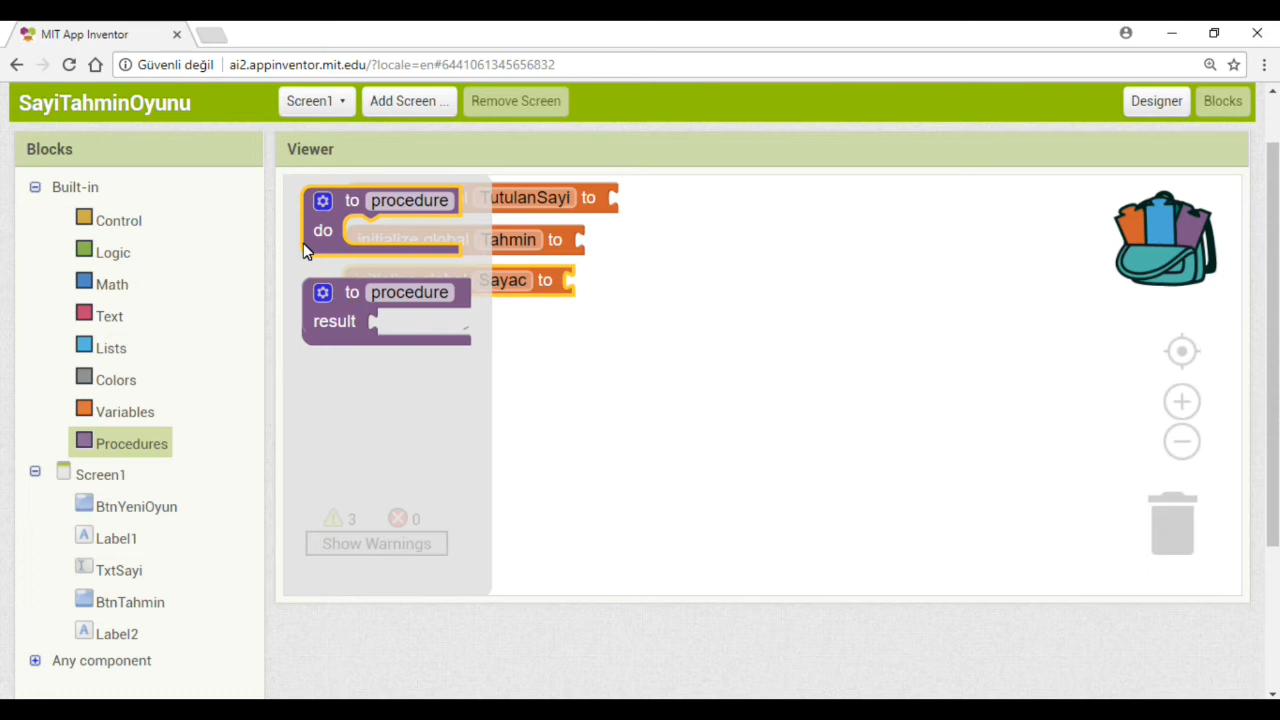 MIT App Inventor
Güvenli değil ai2.appinventor.mit.edu/?locale=en#6441061345656832
SayiTahminOyunu
Screen1
Add Screen ...
Remove Screen
Designer
Blocks
Blocks
Viewer
Built-in
Control
Logic
Math
Text
Lists
Colors
Variables
Procedures
Screen1
BtnYeniOyun
Label1
TxtSayi
BtnTahmin
Label2
Any component
to procedure
do
to procedure
result
TutulanSayi to
initialize global Tahmin to
Sayac to
3
0
Show Warnings